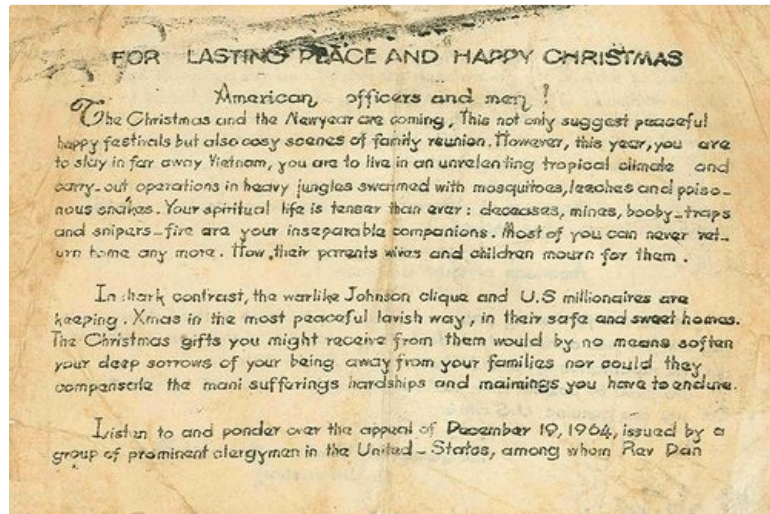 FOR LASTING PEACE AND HAPPY CHRISTMAS
American officers and men !
The Christmas and the Newyear are coming, This not only suggest peaceful
happy festivals but also cosy scenes of family reunion. However, this year, you are
to stay in far away Vietnam, you are to live in an unrelenting tropical climate and
carry-out operations in heavy jungles swarmed with mosquitoes, leeches and poiso-
nous snakes. Your spiritual life is tenser than ever : deceases, mines, booby-traps
and snipers-fire are your inseparable companions. Most of you can never ret-
urn home any more. How their parents wives and children mourn for them .
In shark contrast, the warlike Johnson clique and U.S millionaires are
keeping . Xmas in the most peaceful lavish way, in their safe and sweet homes.
The Christmas gifts you might receive from them would by no means soften
your deep sorrows of your being away from your families nor could they
compensate the mani sufferings hardships and maimings you have to endure.
Listen to and ponder over the appeal of December 19, 1964, issued by a
group of prominent clergymen in the United - States, among whom Rev Dan